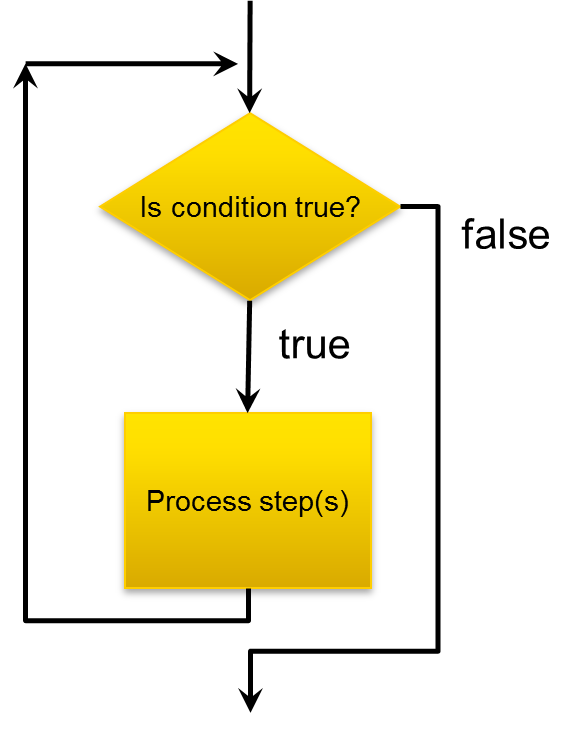 Is condition true?
false
true
Process step(s)